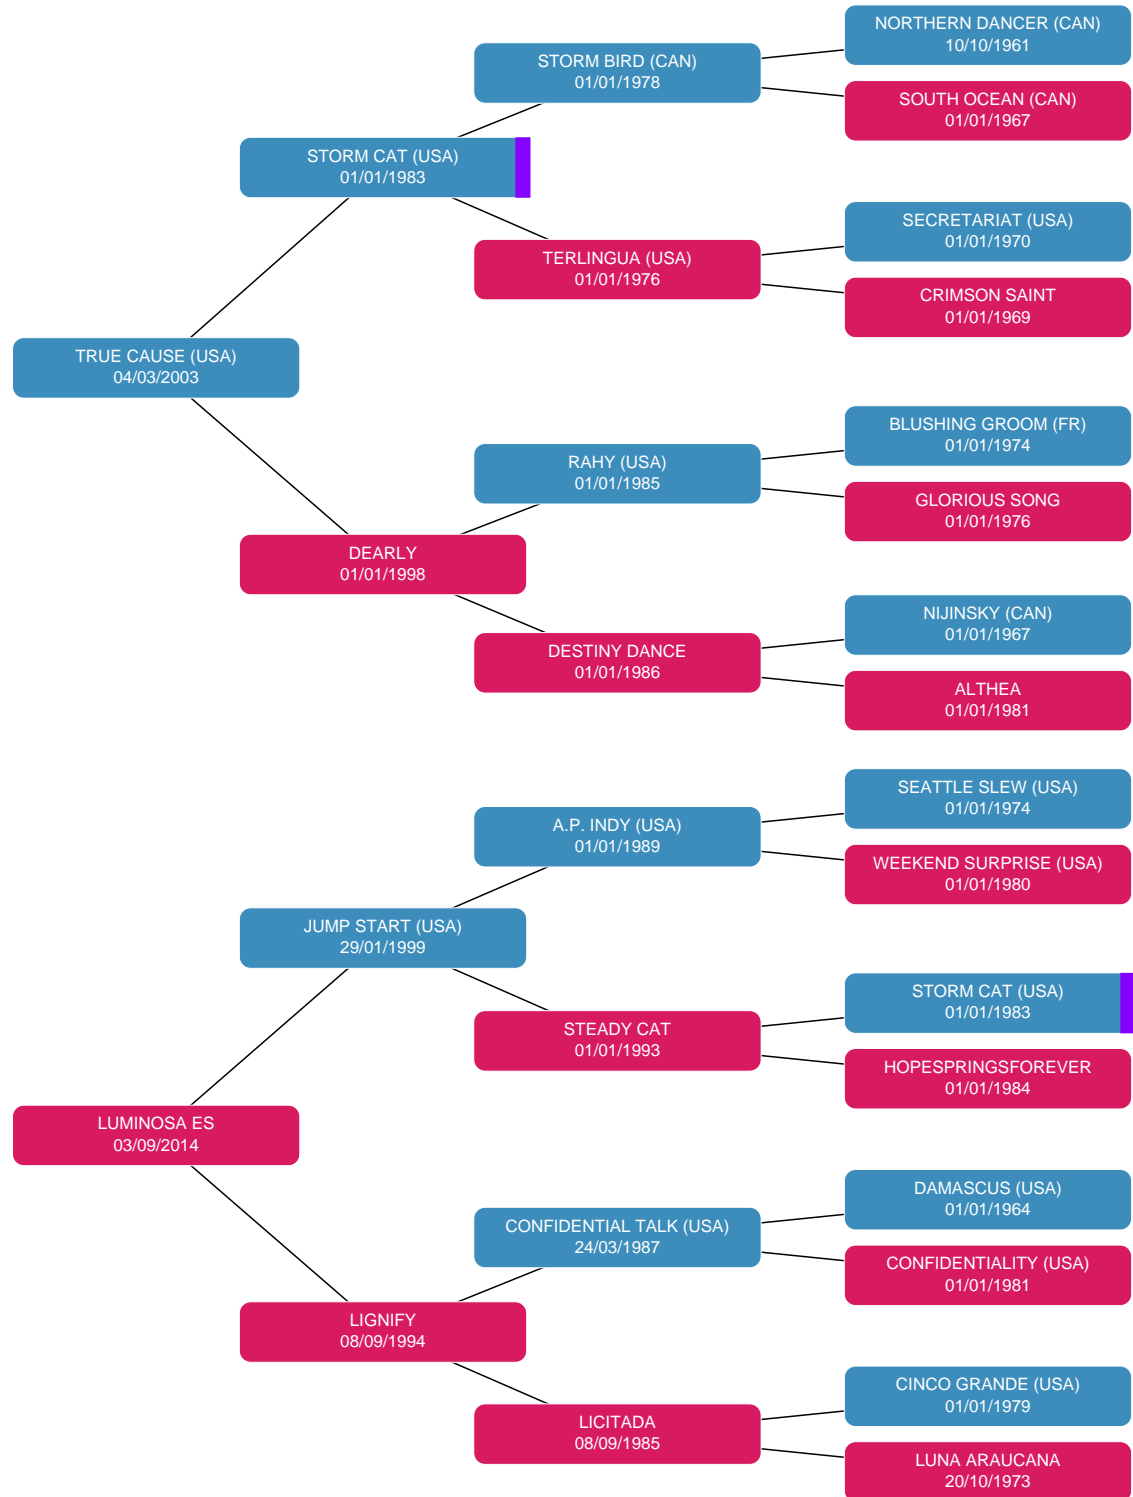 NORTHERN DANCER (CAN)
10/10/1961
STORM BIRD (CAN)
01/01/1978
SOUTH OCEAN (CAN)
01/01/1967
STORM CAT (USA)
01/01/1983
SECRETARIAT (USA)
01/01/1970
TERLINGUA (USA)
01/01/1976
CRIMSON SAINT
01/01/1969
TRUE CAUSE (USA)
04/03/2003
BLUSHING GROOM (FR)
01/01/1974
RAHY (USA)
01/01/1985
GLORIOUS SONG
01/01/1976
DEARLY
01/01/1998
NIJINSKY (CAN)
01/01/1967
DESTINY DANCE
01/01/1986
ALTHEA
01/01/1981
SEATTLE SLEW (USA)
01/01/1974
A.P. INDY (USA)
01/01/1989
WEEKEND SURPRISE (USA)
01/01/1980
JUMP START (USA)
29/01/1999
STORM CAT (USA)
01/01/1983
STEADY CAT
01/01/1993
HOPESPRINGSFOREVER
01/01/1984
LUMINOSA ES
03/09/2014
DAMASCUS (USA)
01/01/1964
CONFIDENTIAL TALK (USA)
24/03/1987
CONFIDENTIALITY (USA)
01/01/1981
LIGNIFY
08/09/1994
CINCO GRANDE (USA)
01/01/1979
LICITADA
08/09/1985
LUNA ARAUCANA
20/10/1973